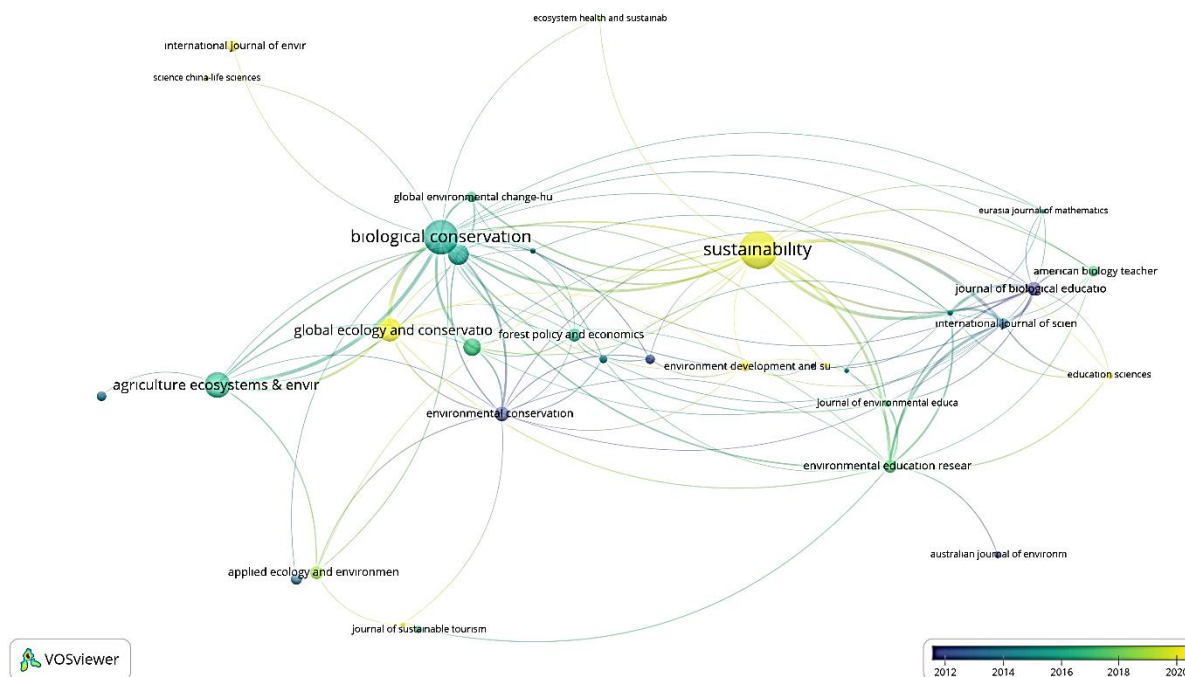 ecosystem health and sustainab
international journal of envir
science china-life sciences
global environmental change-hu
eurasia journal of mathematics
biological conservation
sustainability
american biology teacher
journal of biological educatio
international journal of scien
global ecology and conservatio
forest policy and economics
environment development and su
education sciences
agriculture ecosystems & envir
journal of environmental educa
environmental conservation
environmental education resear
australian journal of environm
applied ecology and environmen
journal of sustainable tourism
VOSviewer
2012 2014 2016 2018 2020